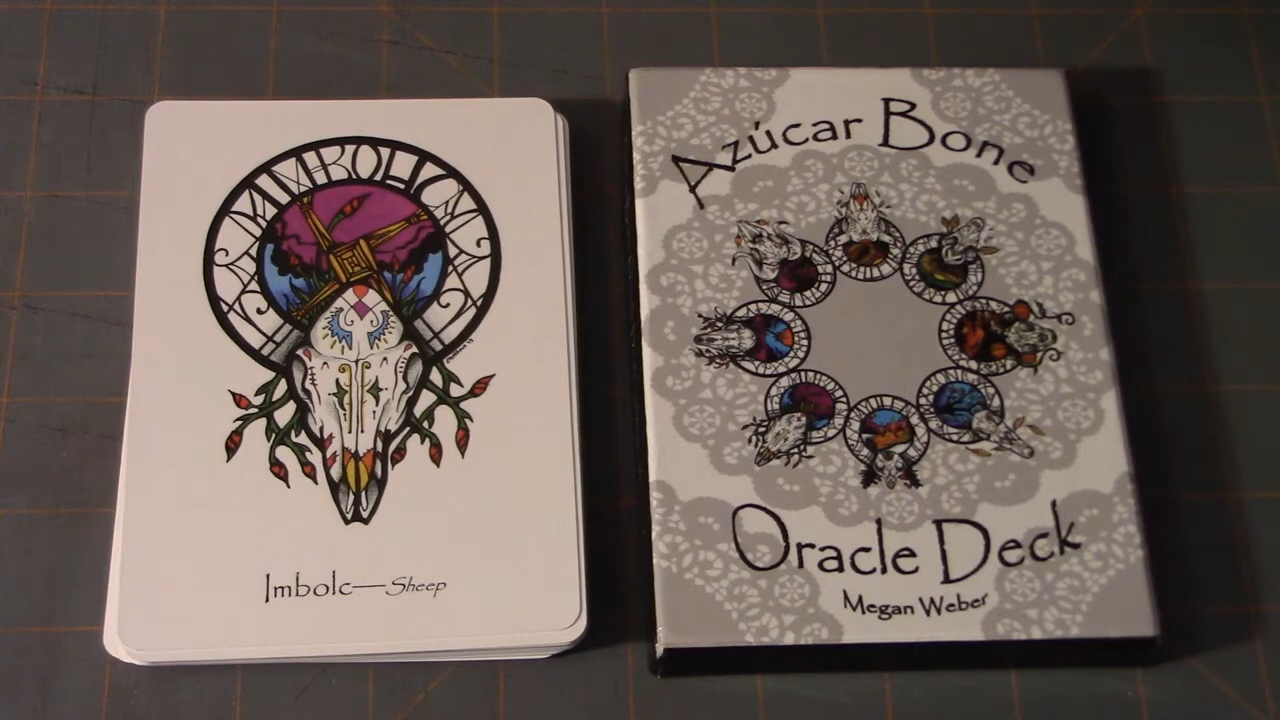 IMBOLC
Imbolc—Sheep
Azúcar Bone
Oracle Deck
Megan Weber